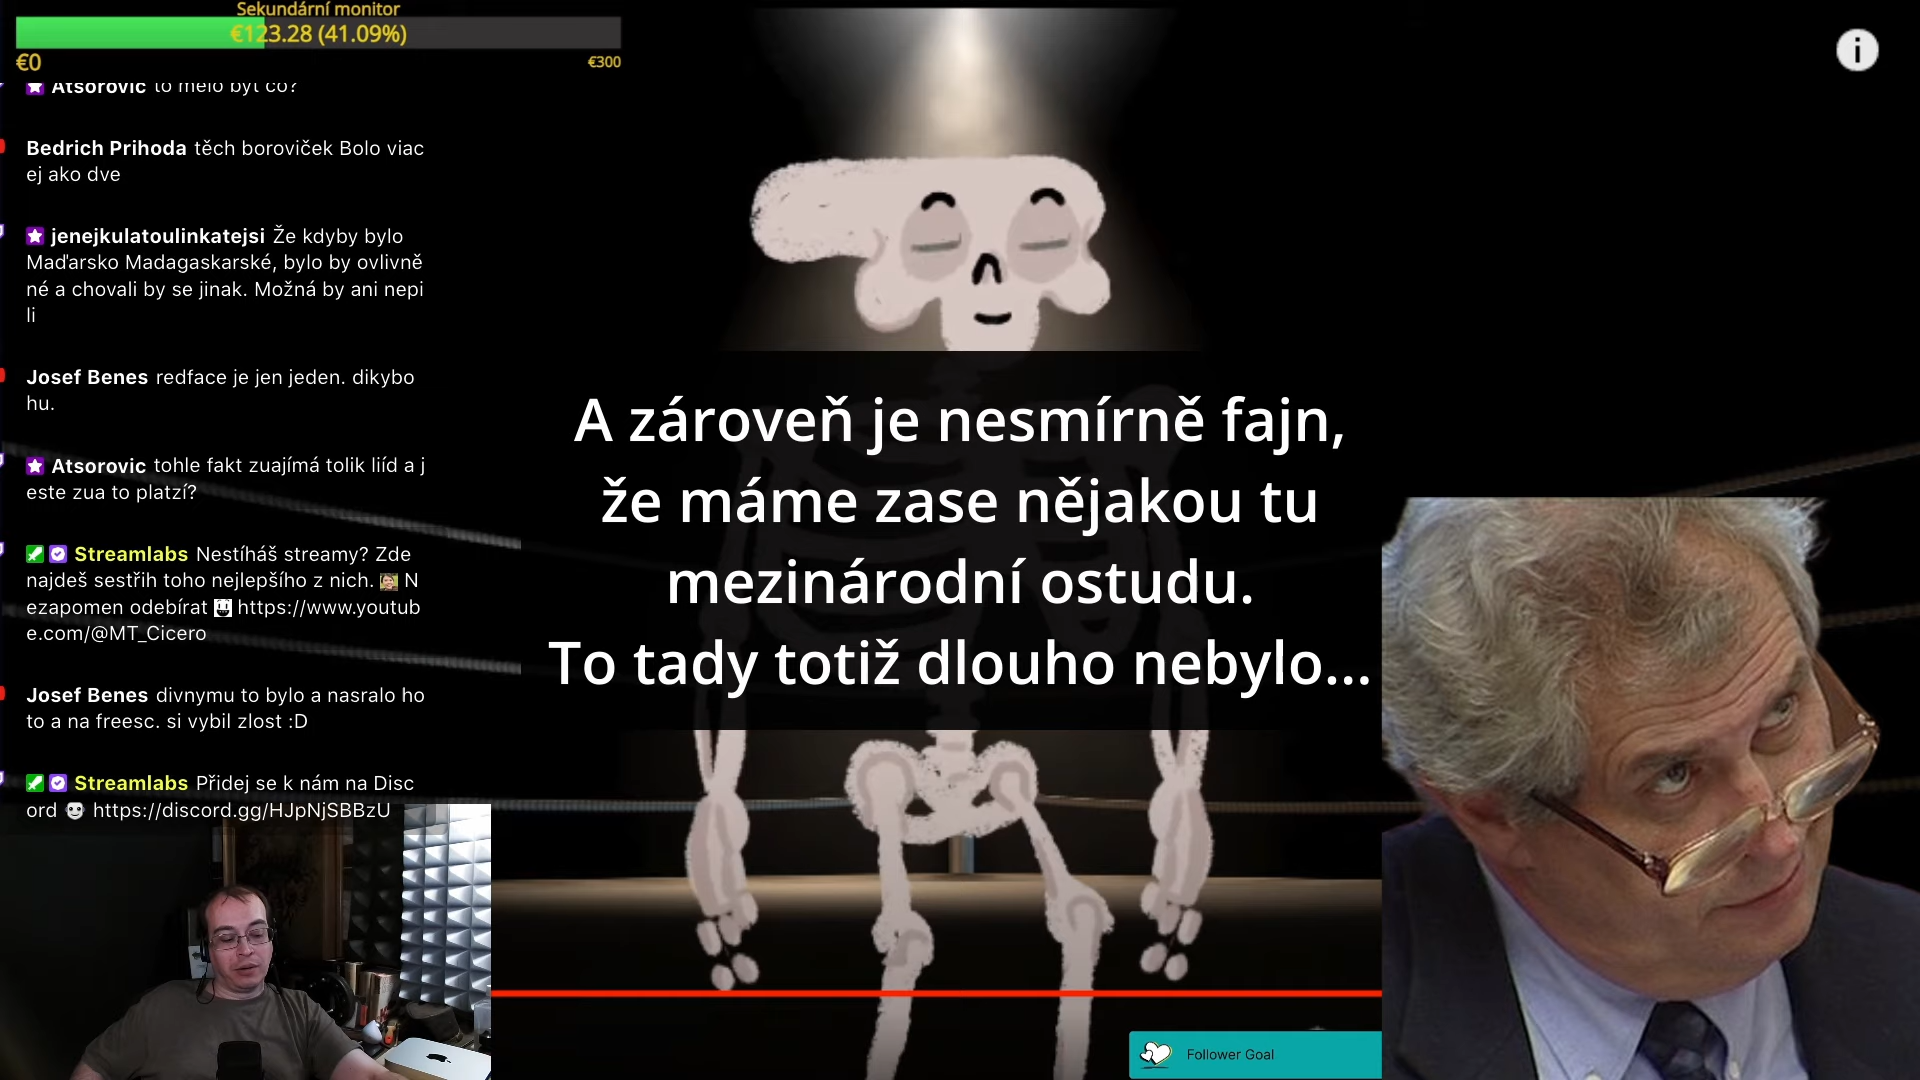 Sekundární monitor
€123.28 (41.09%)
€0
€300
Atsorovic to melo byt co?
Bedrich Prihoda těch boroviček Bolo viac
ej ako dve
jenejkulatoulinkatejsi Že kdyby bylo
Maďarsko Madagaskarské, bylo by ovlivně
né a chovali by se jinak. Možná by ani nepi
li
Josef Benes redface je jen jeden. dikybo
hu.
Atsorovic tohle fakt zuajímá tolik liíd a j
este zua to platzí?
Streamlabs Nestíháš streamy? Zde
najdeš sestřih toho nejlepšího z nich. N
ezapomen odebírat https://www.youtub
e.com/@MT_Cicero
Josef Benes divnymu to bylo a nasralo ho
to a na freesc. si vybil zlost :D
Streamlabs Přidej se k nám na Disc
ord https://discord.gg/HJpNjSBBzU
A zároveň je nesmírně fajn,
že máme zase nějakou tu
mezinárodní ostudu.
To tady totiž dlouho nebylo...
Follower Goal